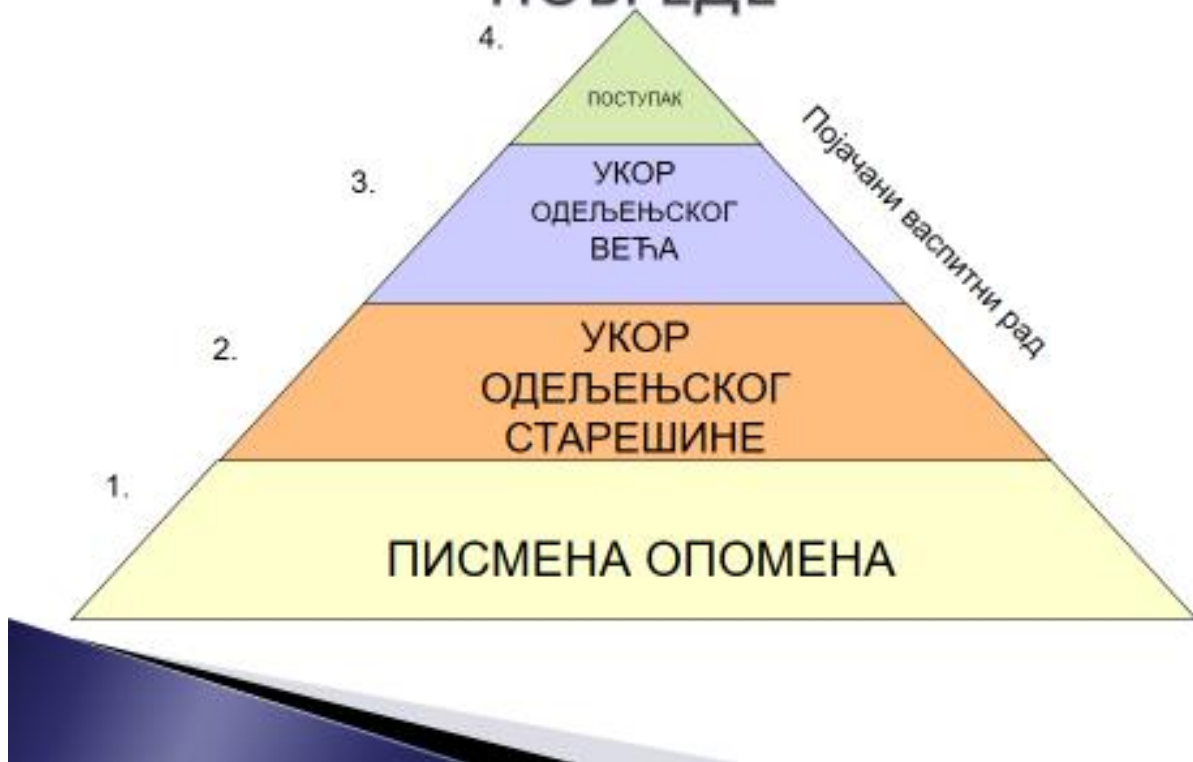 4.
ПОСТУПАК
3.
УКОР
ОДЕЉЕЊСКОГ
ВЕЋА
Појачани васпитни рад
2.
УКОР
ОДЕЉЕЊСКОГ
СТАРЕШИНЕ
1.
ПИСМЕНА ОПОМЕНА